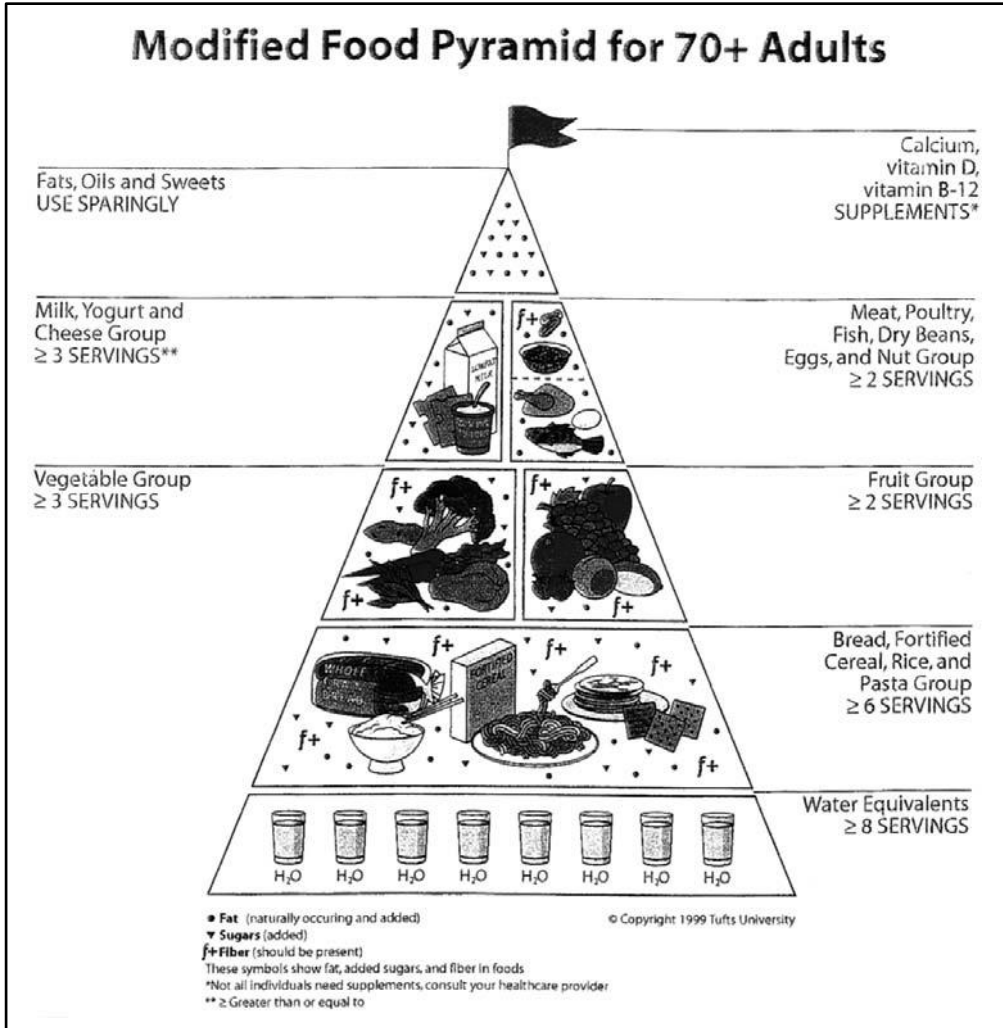 Modified Food Pyramid for 70+ Adults
Calcium,
vitamin D,
vitamin B-12
SUPPLEMENTS*
Fats, Oils and Sweets
USE SPARINGLY
Milk, Yogurt and
Cheese Group
≥ 3 SERVINGS**
Meat, Poultry,
Fish, Dry Beans,
Eggs, and Nut Group
≥ 2 SERVINGS
f+
LOWFAT
MILK
Vegetable Group
≥ 3 SERVINGS
Fruit Group
≥ 2 SERVINGS
f+
f+
f+
f+
Bread, Fortified
Cereal, Rice, and
Pasta Group
≥ 6 SERVINGS
f+
f+
f+
f+
f+
WHOLE
FORTIFIED
CEREAL
Water Equivalents
≥ 8 SERVINGS
H₂O H₂O H₂O H₂O H₂O H₂O H₂O H₂O
• Fat (naturally occuring and added)
© Copyright 1999 Tufts University
▼ Sugars (added)
f+ Fiber (should be present)
These symbols show fat, added sugars, and fiber in foods
*Not all individuals need supplements, consult your healthcare provider
** ≥ Greater than or equal to